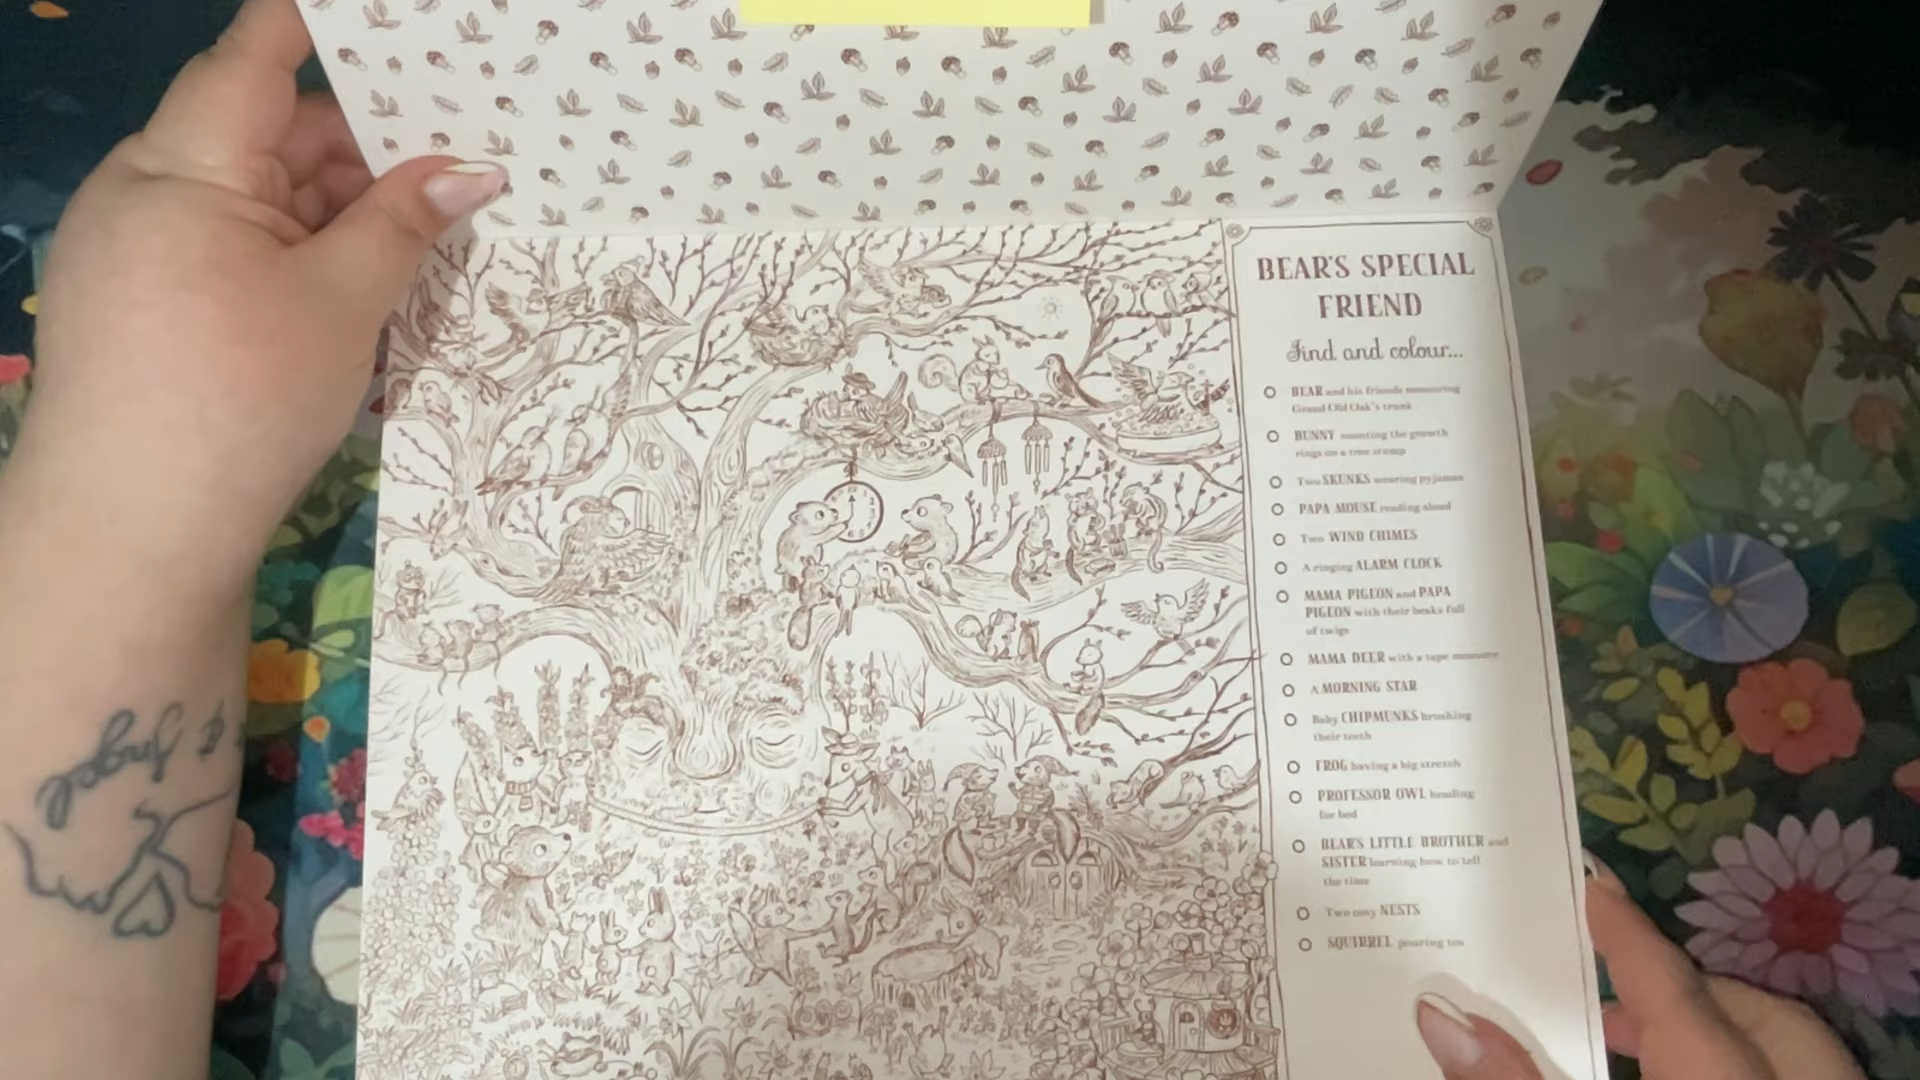 BEAR'S SPECIAL
FRIEND
Find and colour...
BEAR and his friends measuring
Grand Old Oak's trunk
BUNNY counting the growth
rings on a tree stump
Two SKUNKS wearing pyjamas
PAPA MOUSE reading aloud
Two WIND CHIMES
A ringing ALARM CLOCK
MAMA PIGEON and PAPA
PIGEON with their beaks full
of twigs
MAMA DEER with a tape measure
A MORNING STAR
Baby CHIPMUNKS brushing
their teeth
FROG having a big stretch
PROFESSOR OWL heading
for bed
BEAR'S LITTLE BROTHER and
SISTER learning how to tell
the time
Two cosy NESTS
SQUIRREL pouring tea